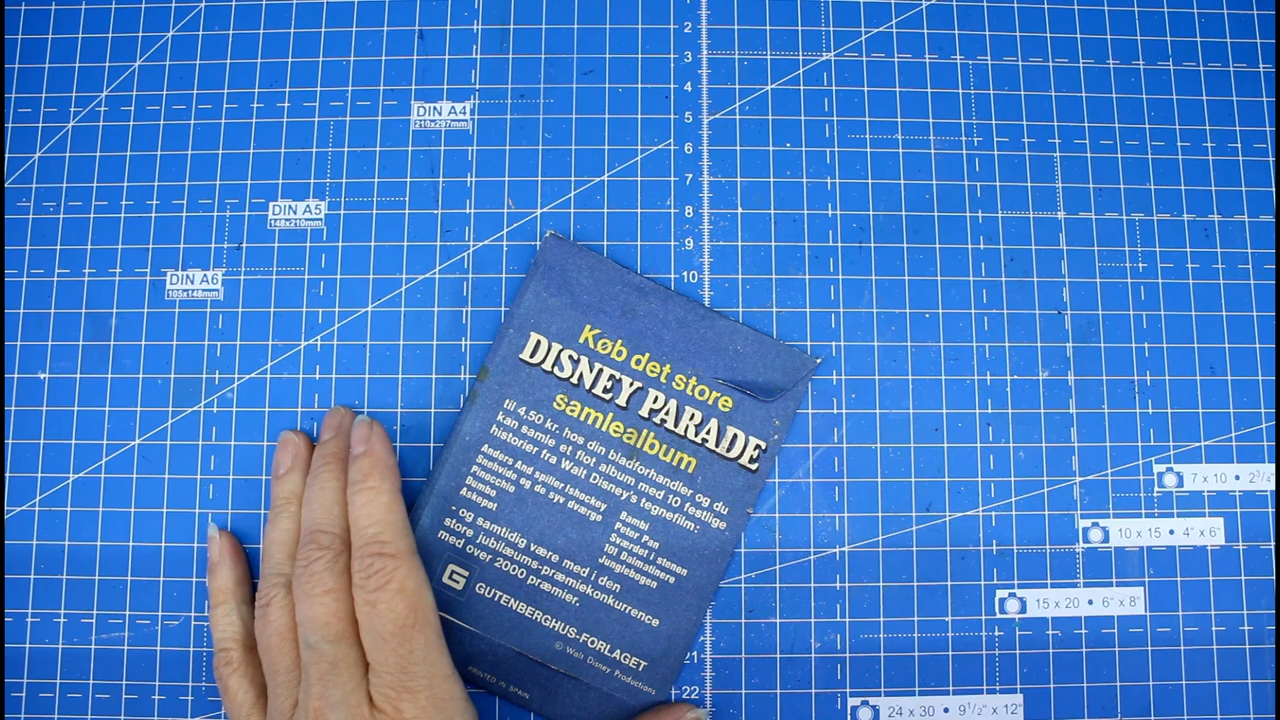 2
3
DIN A4
210x297mm
4
5
6
7
DIN A5
148x210mm
8
9
DIN A6
105x148mm
10
Køb det store
DISNEY PARADE
samlealbum
til 4,50 kr. hos din bladforhandler og du
kan samle et flot album med 10 festlige
historier fra Walt Disney's tegnefilm:
Anders And spiller Ishockey
Snehvide og de syv dværge
Pinocchio
Dumbo
Askepot
Bambi
Peter Pan
Sværdet i stenen
101 Dalmatinere
Junglebogen
- og samtidig være med i den
store jubilæums-præmiekonkurrence
med over 2000 præmier.
G GUTENBERGHUS-FORLAGET
© Walt Disney Productions
PRINTED IN SPAIN
7 x 10 • 2³/⁴"
10 x 15 • 4" x 6"
15 x 20 • 6" x 8"
21
22
24 x 30 • 9¹/²" x 12"